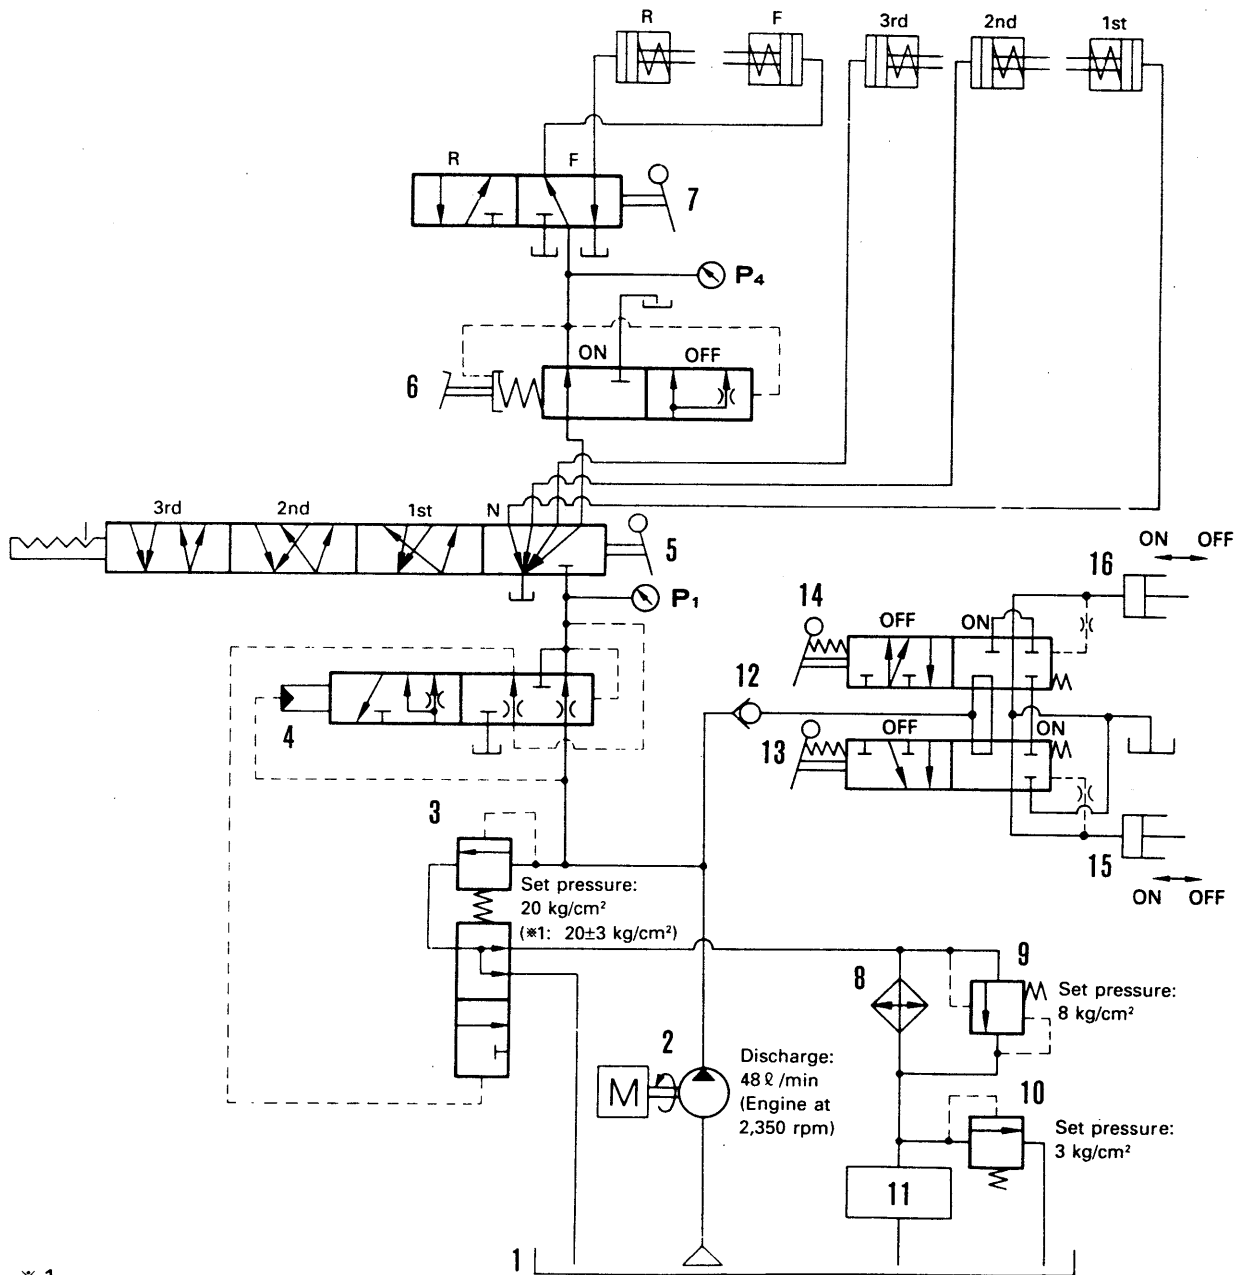 R F 3rd 2nd F 1st
R F
7
P₄
ON OFF
6
3rd 2nd 1st N
5
P₁
ON OFF
16
14
OFF ON
12
4
OFF ON
13
3
15
ON OFF
Set pressure:
20 kg/cm²
(※1: 20±3 kg/cm²)
8
9
Set pressure:
8 kg/cm²
2
M
Discharge:
48ℓ/min
(Engine at
2,350 rpm)
10
Set pressure:
3 kg/cm²
11
1
※1